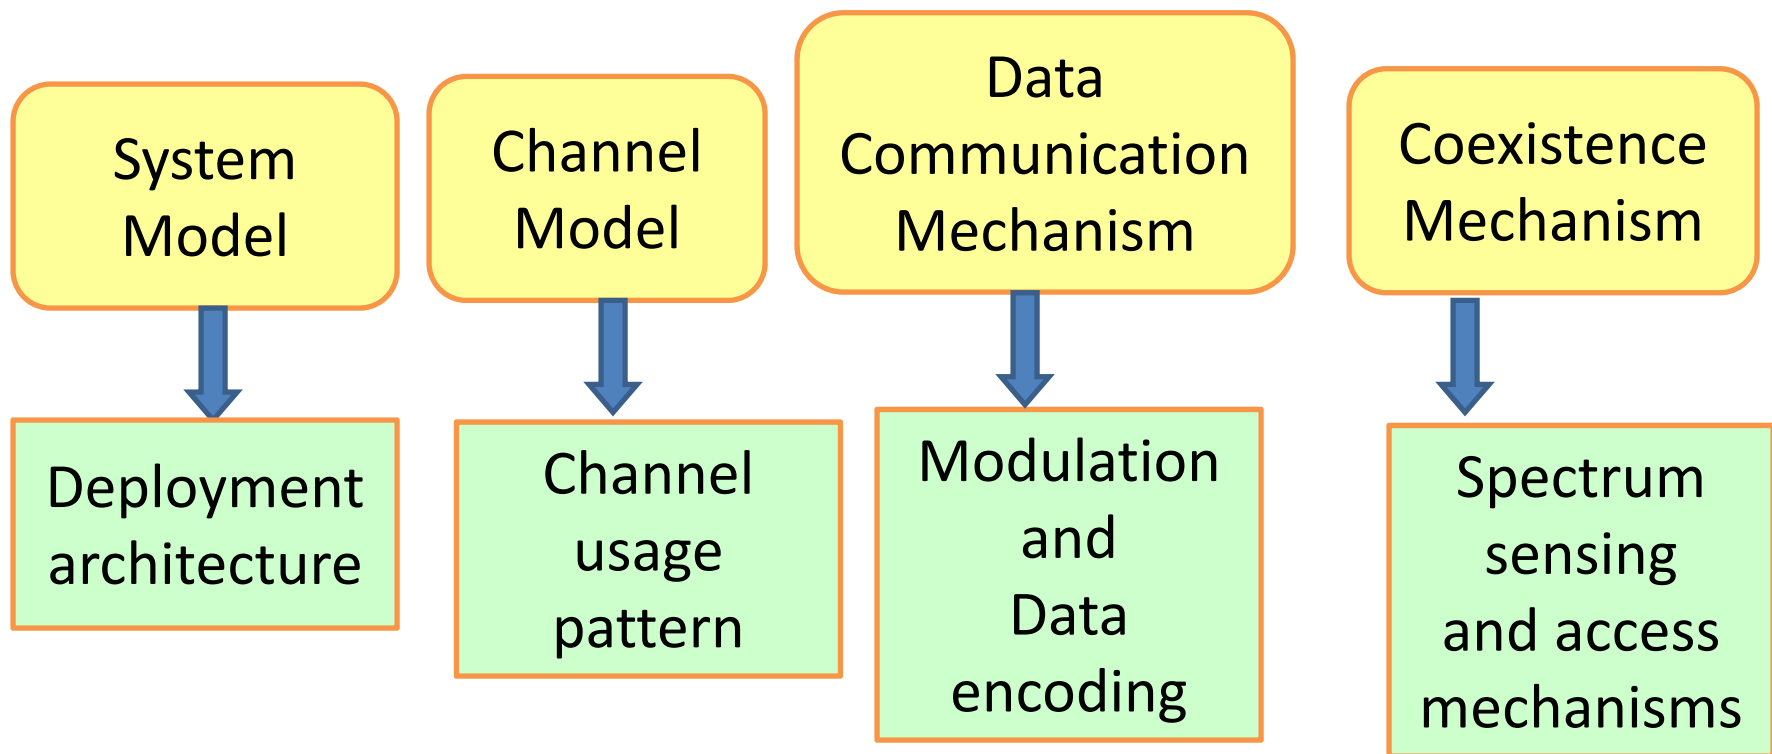 System
Model
Channel
Model
Data
Communication
Mechanism
Coexistence
Mechanism
Deployment
architecture
Channel
usage
pattern
Modulation
and
Data
encoding
Spectrum
sensing
and access
mechanisms